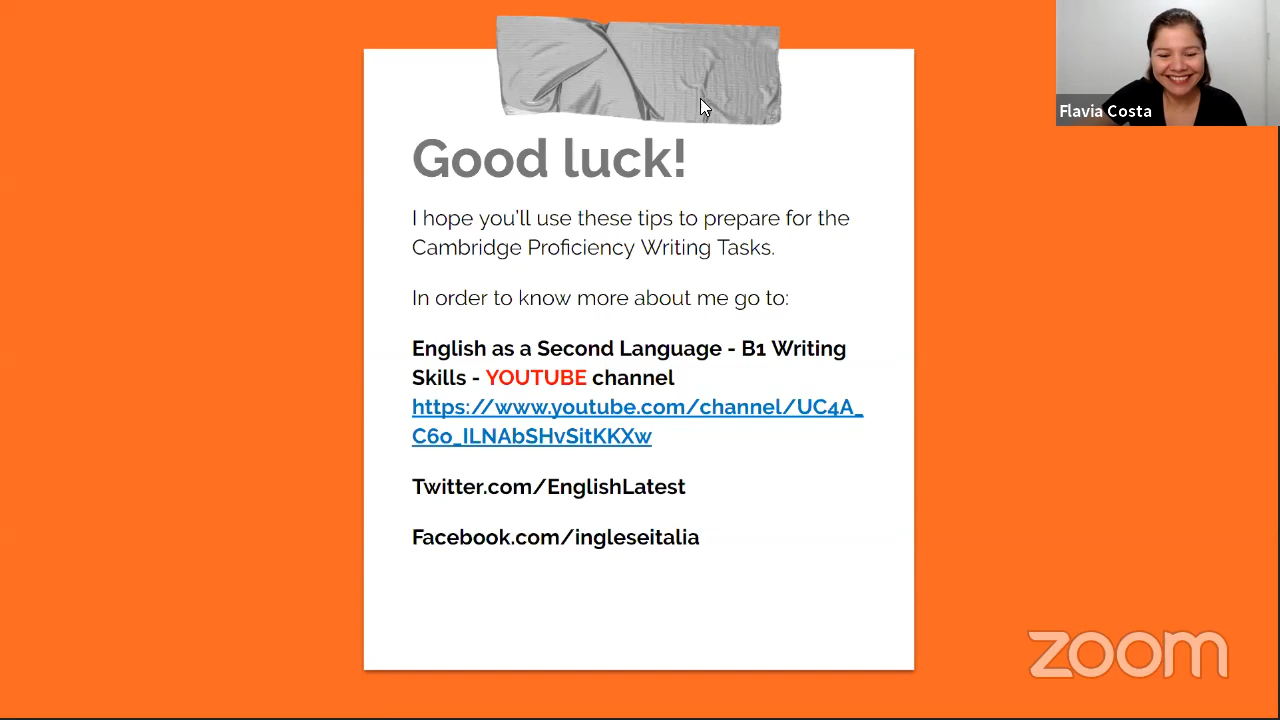 Flavia Costa
Good luck!
I hope you'll use these tips to prepare for the
Cambridge Proficiency Writing Tasks.
In order to know more about me go to:
English as a Second Language - B1 Writing
Skills - YOUTUBE channel
https://www.youtube.com/channel/UC4A_
C6o_ILNAbSHvSitKKXw
Twitter.com/EnglishLatest
Facebook.com/ingleseitalia
zoom